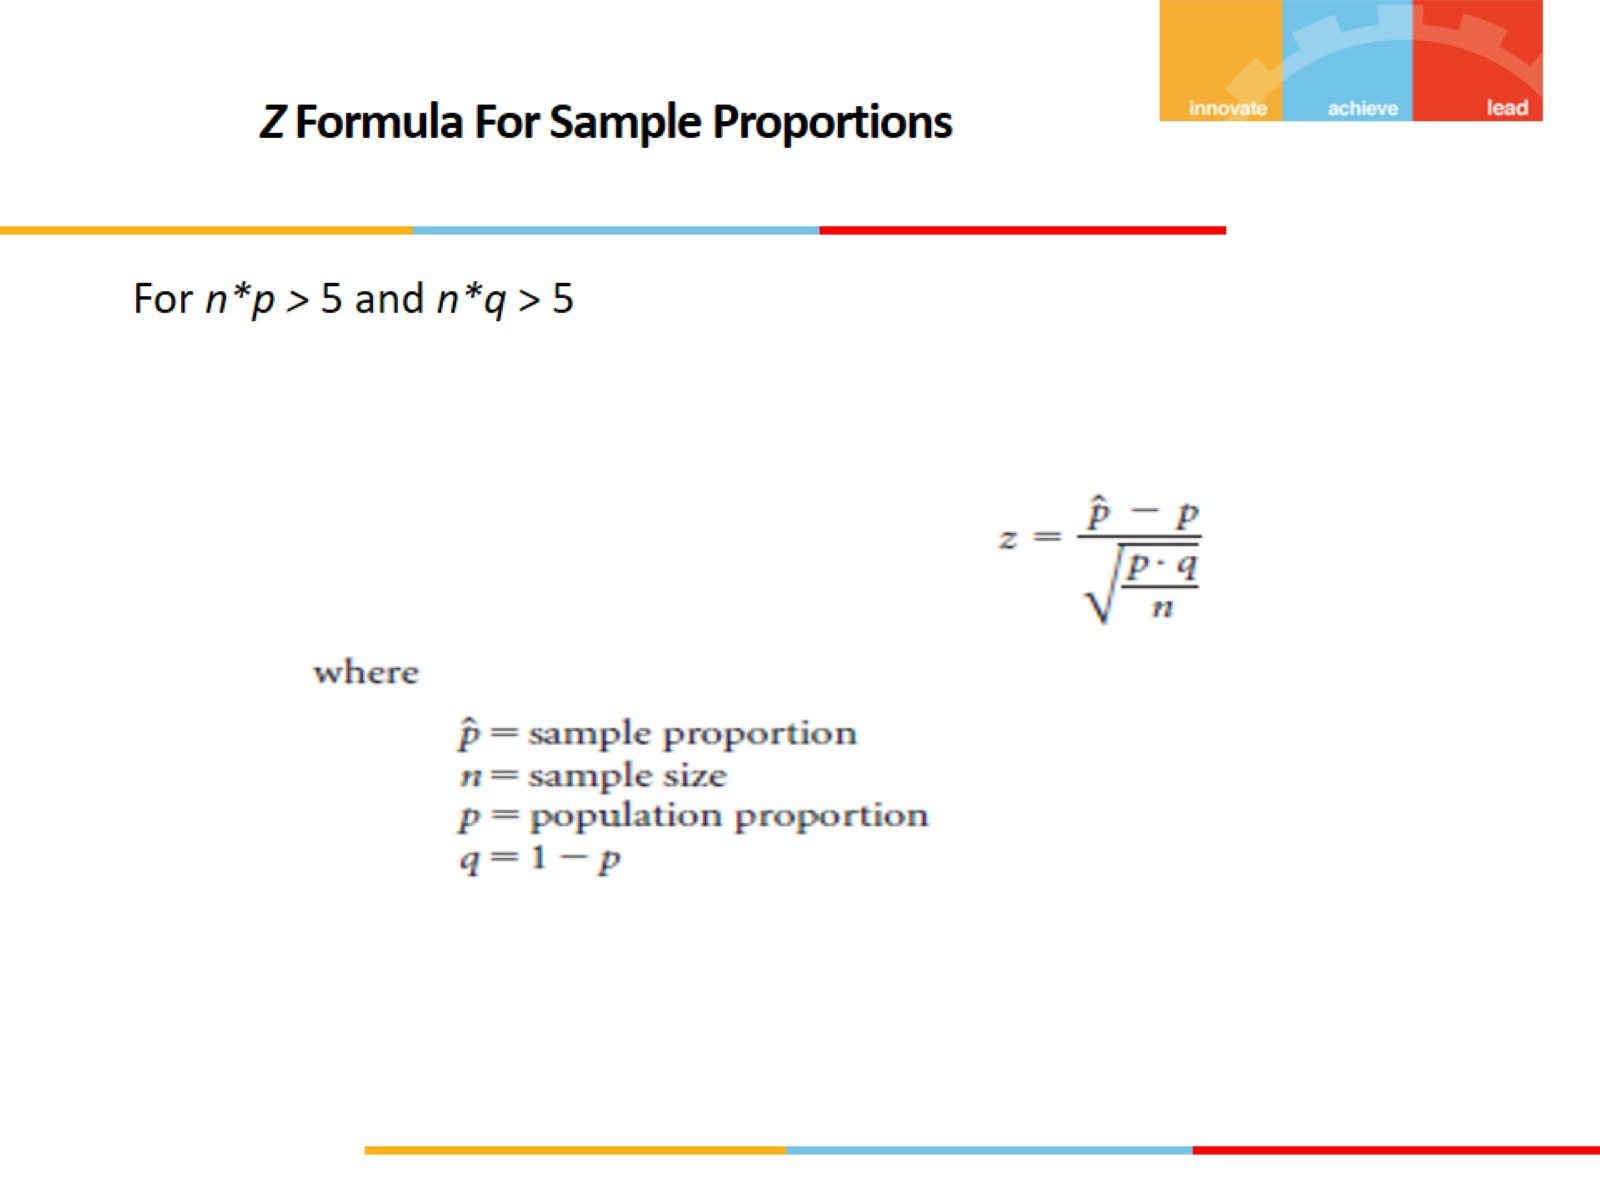 innovate achieve lead
Z Formula For Sample Proportions
For n*p > 5 and n*q > 5
z = (p̂ − p) / √(p · q / n)
where
p̂ = sample proportion
n = sample size
p = population proportion
q = 1 − p